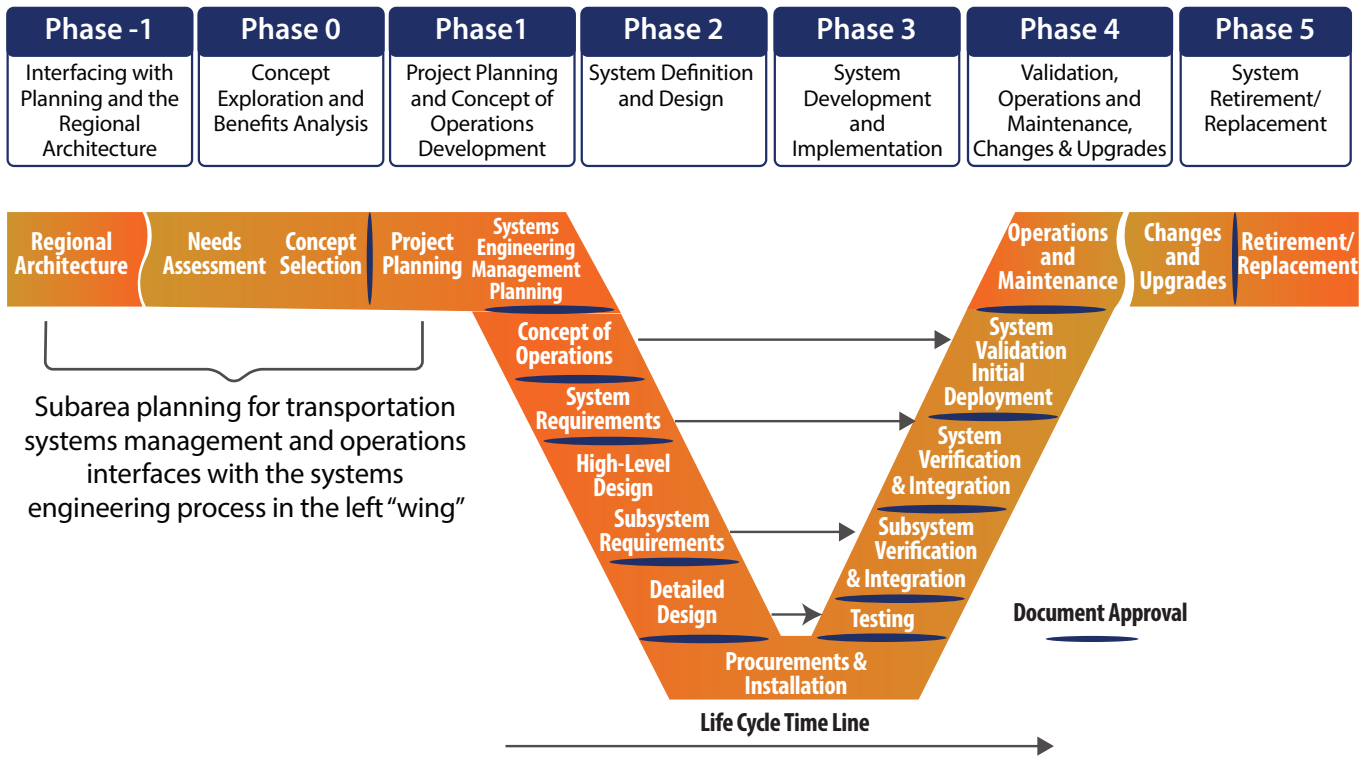 Phase -1
Interfacing with
Planning and the
Regional
Architecture
Phase 0
Concept
Exploration and
Benefits Analysis
Phase1
Project Planning
and Concept of
Operations
Development
Phase 2
System Definition
and Design
Phase 3
System
Development
and
Implementation
Phase 4
Validation,
Operations and
Maintenance,
Changes & Upgrades
Phase 5
System
Retirement/
Replacement
Regional
Architecture
Needs
Assessment
Concept
Selection
Project
Planning
Systems
Engineering
Management
Planning
Concept of
Operations
System
Requirements
High-Level
Design
Subsystem
Requirements
Detailed
Design
Procurements &
Installation
Testing
Subsystem
Verification
& Integration
System
Verification
& Integration
System
Validation
Initial
Deployment
Operations
and
Maintenance
Changes
and
Upgrades
Retirement/
Replacement
Subarea planning for transportation
systems management and operations
interfaces with the systems
engineering process in the left “wing”
Document Approval
Life Cycle Time Line